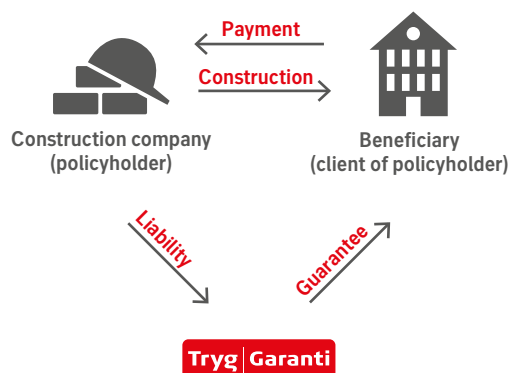 Payment
Construction
Construction company
(policyholder)
Beneficiary
(client of policyholder)
Liability
Guarantee
Tryg Garanti